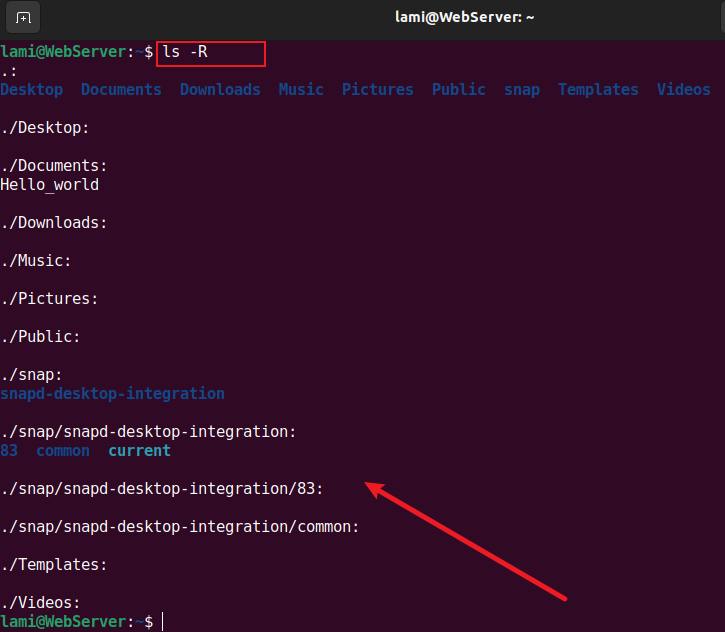 lami@WebServer: ~
lami@WebServer:~$ ls -R
.:
Desktop  Documents  Downloads  Music  Pictures  Public  snap  Templates  Videos
./Desktop:
./Documents:
Hello_world
./Downloads:
./Music:
./Pictures:
./Public:
./snap:
snapd-desktop-integration
./snap/snapd-desktop-integration:
83  common  current
./snap/snapd-desktop-integration/83:
./snap/snapd-desktop-integration/common:
./Templates:
./Videos:
lami@WebServer:~$